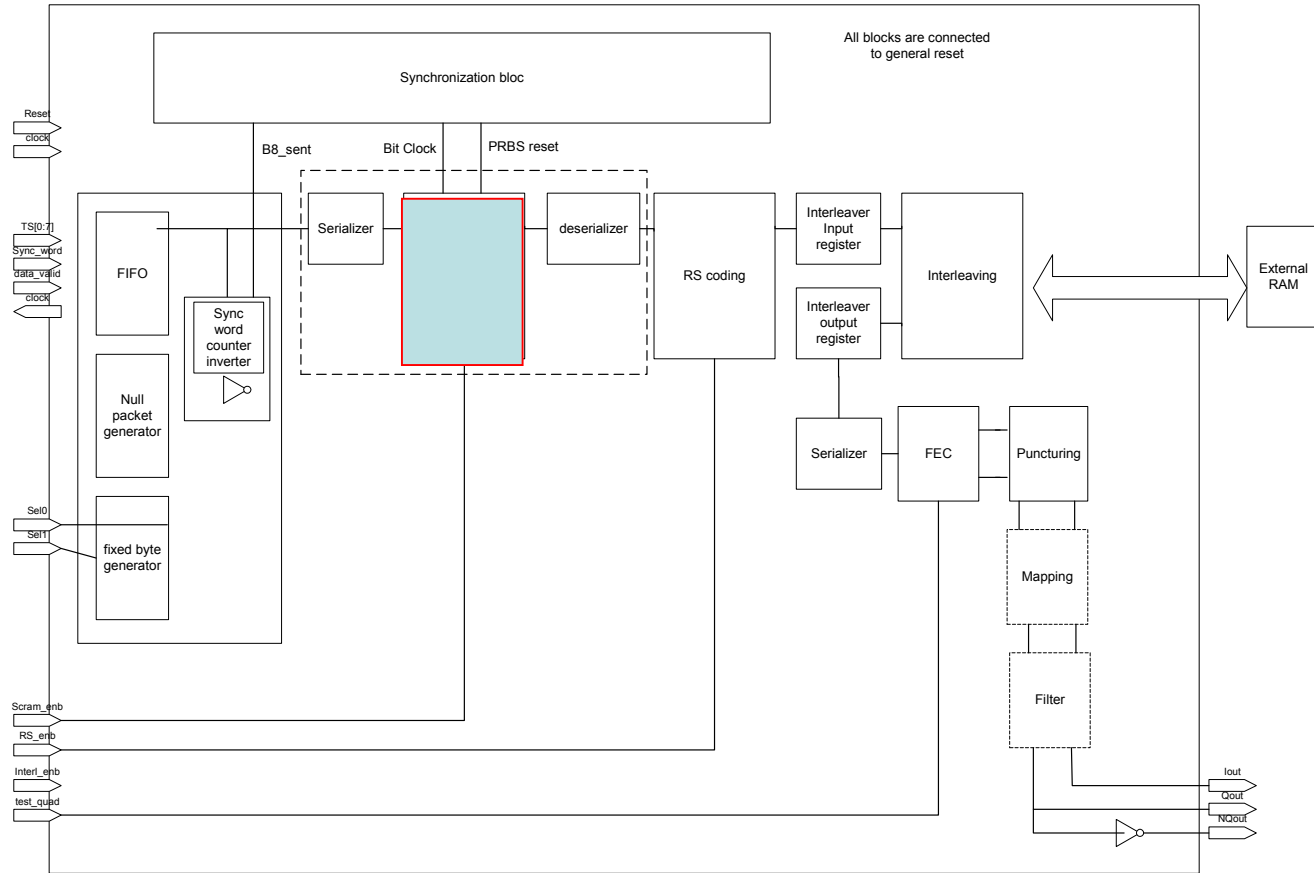 All blocks are connected
to general reset
Synchronization bloc
Reset
clock
B8_sent
Bit Clock
PRBS reset
TS[0:7]
Sync_word
data_valid
clock
FIFO
Serializer
deserializer
RS coding
Interleaver
Input
register
Interleaving
External
RAM
Sync
word
counter
inverter
Interleaver
output
register
Null
packet
generator
Serializer
FEC
Puncturing
Sel0
Sel1
fixed byte
generator
Mapping
Filter
Scram_enb
RS_enb
Interl_enb
test_quad
Iout
Qout
NQout